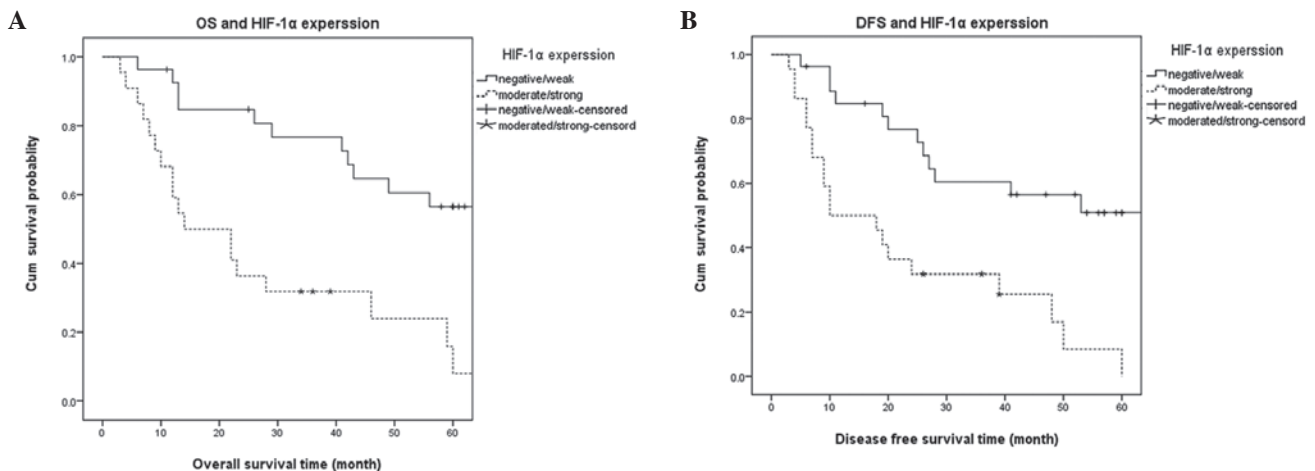 A
OS and HIF-1α experssion
Cum survival probablity
1.0
0.8
0.6
0.4
0.2
0.0
0
10
20
30
40
50
60
Overall survival time (month)
HIF-1α experssion
negative/weak
moderate/strong
negative/weak-censored
moderated/strong-censord
B
DFS and HIF-1α experssion
Cum survival probablity
1.0
0.8
0.6
0.4
0.2
0.0
0
10
20
30
40
50
60
Disease free survival time (month)
HIF-1α experssion
negative/weak
moderate/strong
negative/weak-censored
moderated/strong-censord